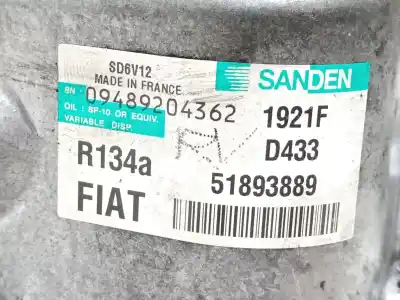 SD6V12
MADE IN FRANCE
SANDEN
SN: 09489204362
OIL : SP-10 OR EQUIV.
VARIABLE DISP.
1921F
R134a
D433
FIAT
51893889